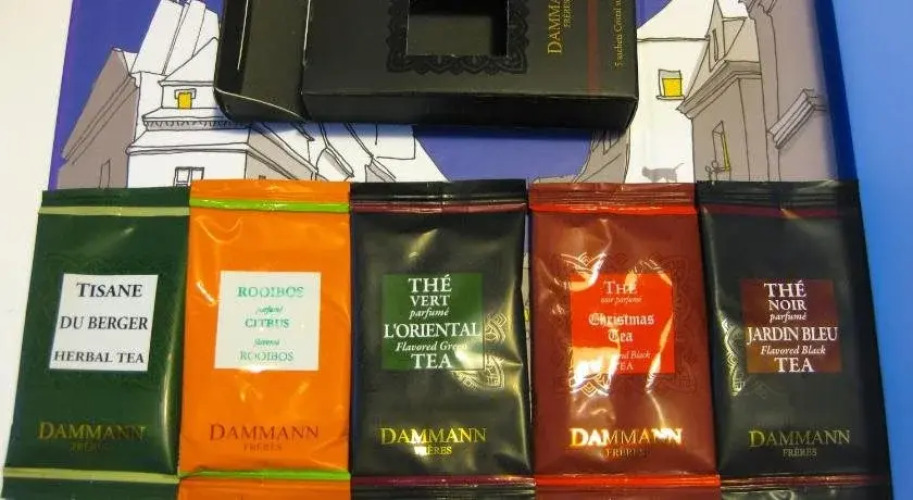 DAMMANN
FRÈRES
TISANE
DU BERGER
HERBAL TEA
DAMMANN
FRÈRES
ROOIBOS
parfumé
CITRUS
flavored
ROOIBOS
DAMMANN
FRÈRES
THÉ
VERT
parfumé
L'ORIENTAL
Flavored Green
TEA
DAMMANN
FRÈRES
THÉ
noir parfumé
Christmas
Tea
Black
TEA
DAMMANN
FRÈRES
THÉ
NOIR
parfumé
JARDIN BLEU
Flavored Black
TEA
DAMMANN
FRÈRES